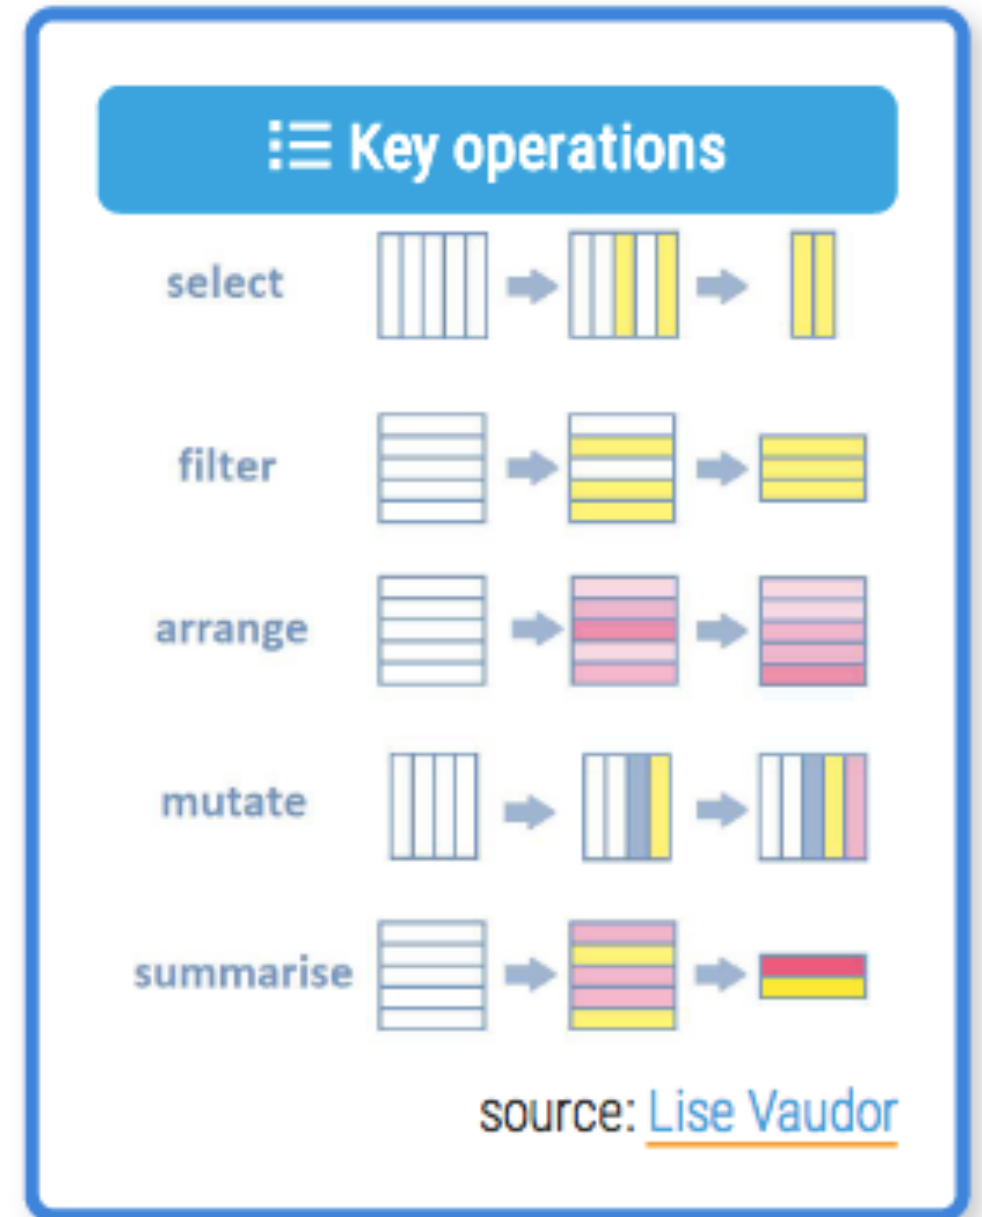 Key operations
select
filter
arrange
mutate
summarise
source: Lise Vaudor